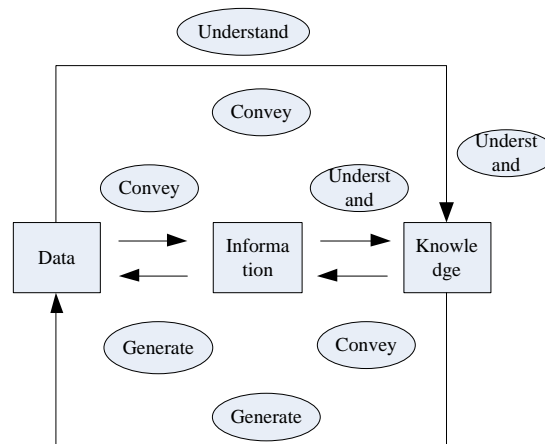 Understand
Convey
Underst
and
Convey
Underst
and
Data
Informa
tion
Knowle
dge
Generate
Convey
Generate